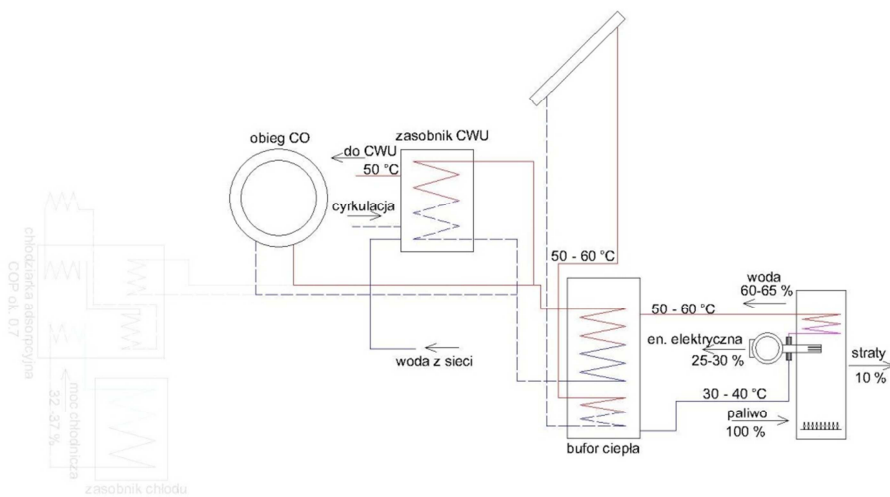 obieg CO
zasobnik CWU
do CWU
50 °C
cyrkulacja
50 - 60 °C
woda
60-65 %
50 - 60 °C
en. elektryczna
25-30 %
straty
10 %
30 - 40 °C
paliwo
100 %
woda z sieci
bufor ciepła
chłodziarka adsorpcyjna
COP ok. 07
moc chłodnicza
32-37 %
zasobnik chłodu